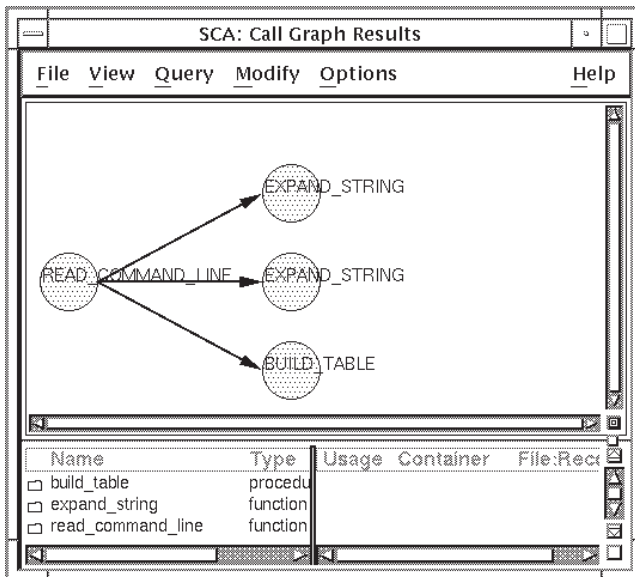 SCA: Call Graph Results
File View Query Modify Options Help
EXPAND_STRING
READ_COMMAND_LINE EXPAND_STRING
BUILD_TABLE
Name Type Usage Container File:Reco
build_table procedu
expand_string function
read_command_line function